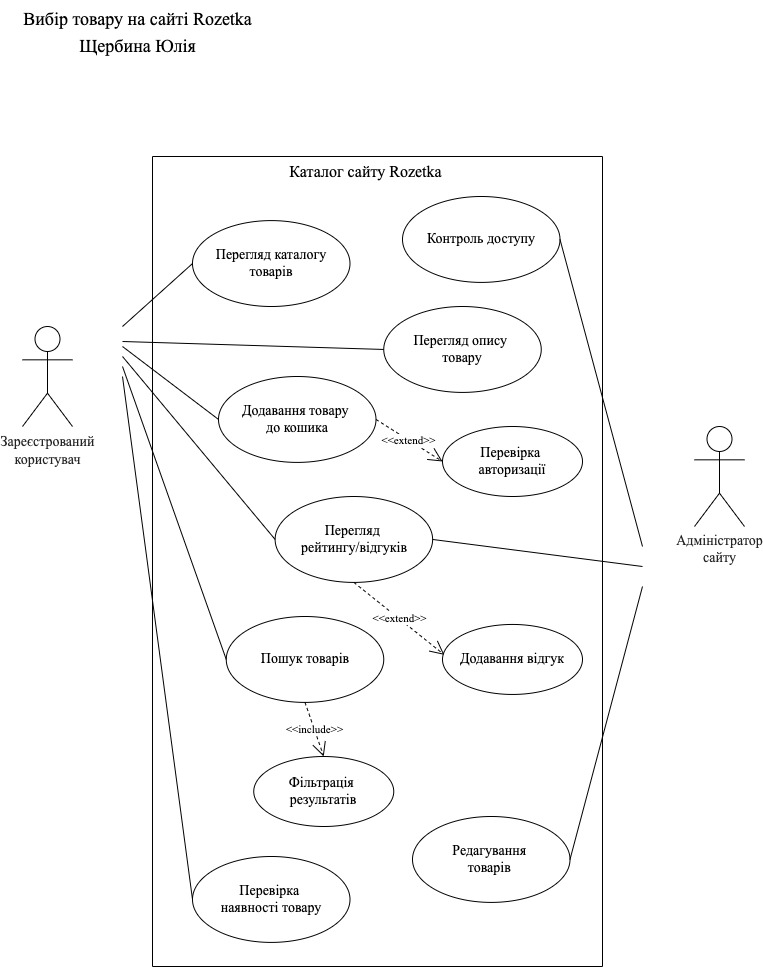 Вибір товару на сайті Rozetka
Щербина Юлія
Каталог сайту Rozetka
Контроль доступу
Перегляд каталогу
товарів
Перегляд опису
товару
Додавання товару
до кошика
<<extend>>
Перевірка
авторизації
Зареєстрований
користувач
Перегляд
рейтингу/відгуків
Адміністратор
сайту
<<extend>>
Пошук товарів
Додавання відгук
<<include>>
Фільтрація
результатів
Редагування
товарів
Перевірка
наявності товару